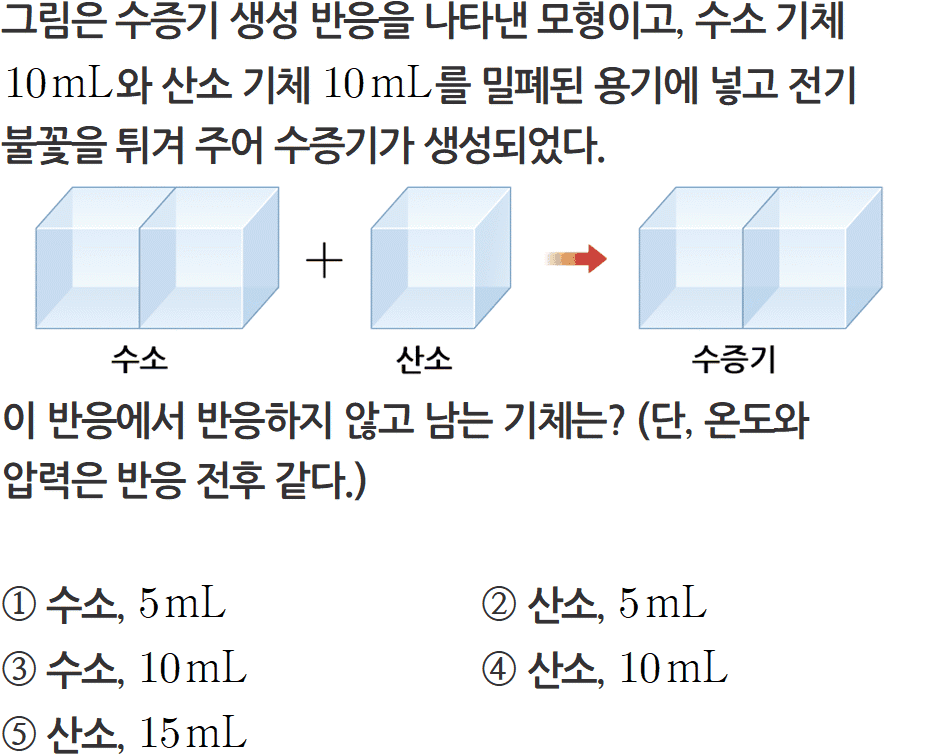 그림은 수증기 생성 반응을 나타낸 모형이고, 수소 기체
10 mL와 산소 기체 10 mL를 밀폐된 용기에 넣고 전기
불꽃을 튀겨 주어 수증기가 생성되었다.
+
수소 산소 수증기
이 반응에서 반응하지 않고 남는 기체는? (단, 온도와
압력은 반응 전후 같다.)
① 수소, 5 mL ② 산소, 5 mL
③ 수소, 10 mL ④ 산소, 10 mL
⑤ 산소, 15 mL